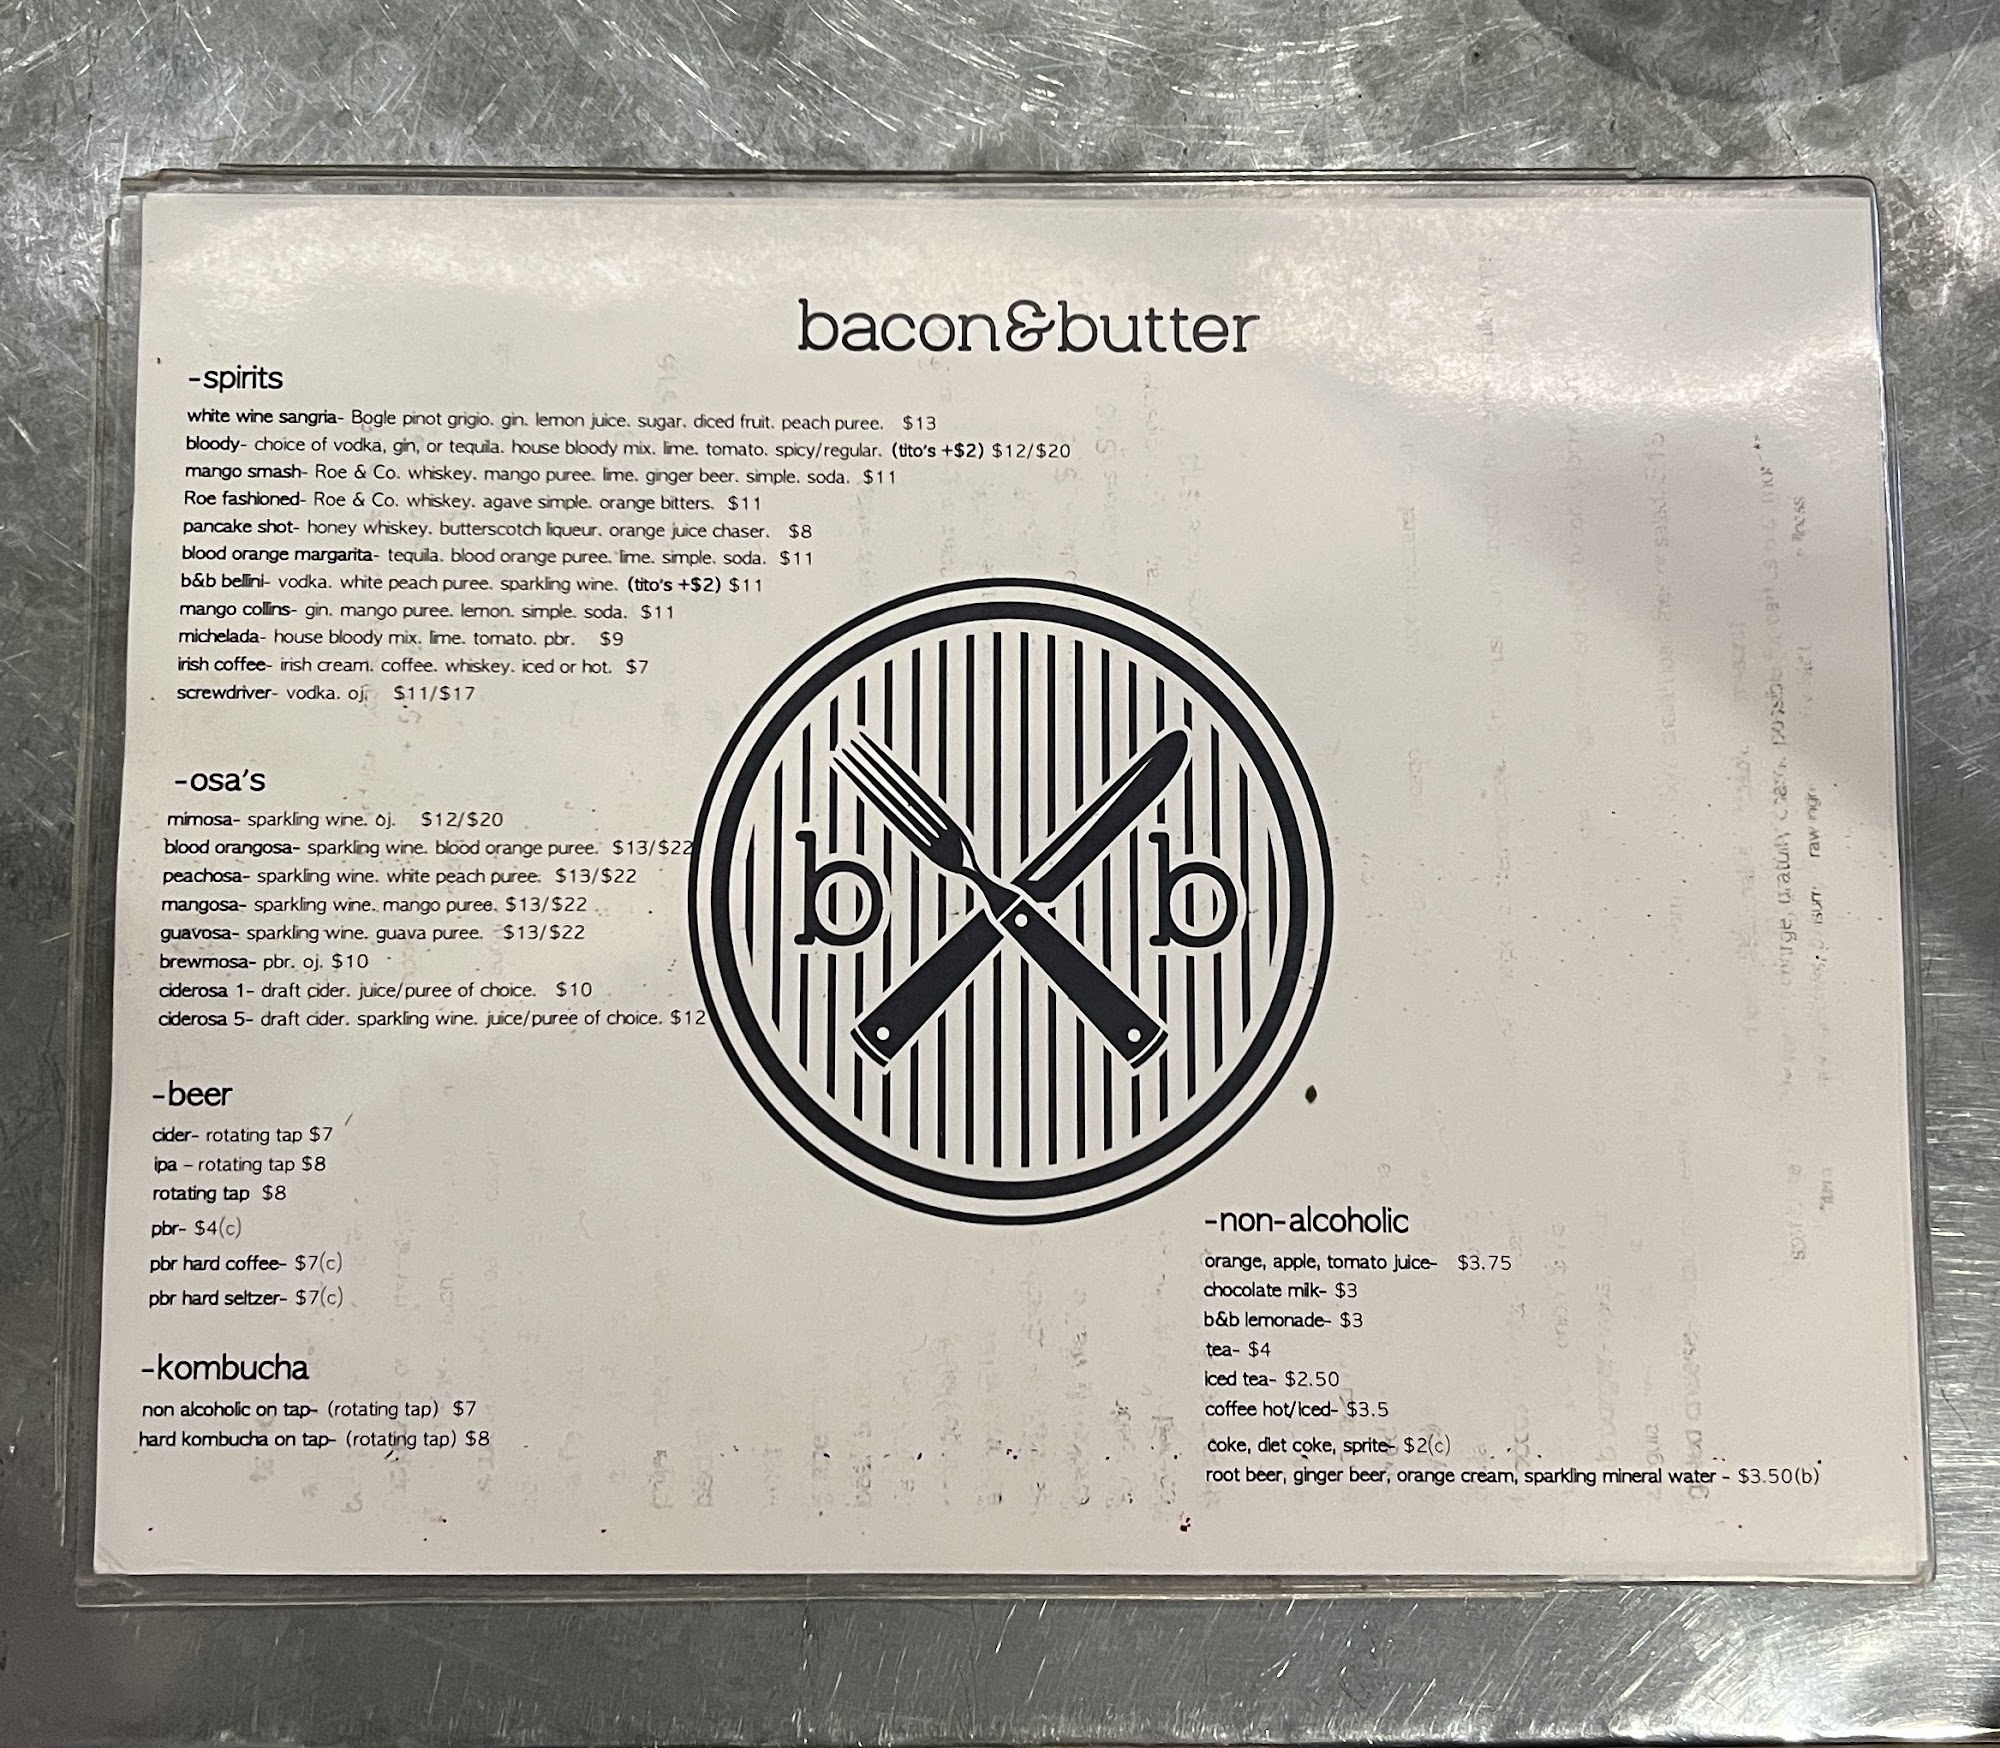 bacon&butter
-spirits
white wine sangria- Bogle pinot grigio. gin. lemon juice. sugar. diced fruit. peach puree. $13
bloody- choice of vodka, gin, or tequila. house bloody mix. lime. tomato. spicy/regular. (tito's +$2) $12/$20
mango smash- Roe & Co. whiskey. mango puree. lime. ginger beer. simple. soda. $11
Roe fashioned- Roe & Co. whiskey. agave simple. orange bitters. $11
pancake shot- honey whiskey. butterscotch liqueur. orange juice chaser. $8
blood orange margarita- tequila. blood orange puree. lime. simple. soda. $11
b&b bellini- vodka. white peach puree. sparkling wine. (tito's +$2) $11
mango collins- gin. mango puree. lemon. simple. soda. $11
michelada- house bloody mix. lime. tomato. pbr. $9
irish coffee- irish cream. coffee. whiskey. iced or hot. $7
screwdriver- vodka. oj. $11/$17
-osa's
mimosa- sparkling wine. oj. $12/$20
blood orangosa- sparkling wine. blood orange puree. $13/$22
peachosa- sparkling wine. white peach puree. $13/$22
mangosa- sparkling wine. mango puree. $13/$22
guavosa- sparkling wine. guava puree. $13/$22
brewmosa- pbr. oj. $10
ciderosa 1- draft cider. juice/puree of choice. $10
ciderosa 5- draft cider. sparkling wine. juice/puree of choice. $12
b b
-beer
cider- rotating tap $7
ipa - rotating tap $8
rotating tap $8
pbr- $4(c)
pbr hard coffee- $7(c)
pbr hard seltzer- $7(c)
-kombucha
non alcoholic on tap- (rotating tap) $7
hard kombucha on tap- (rotating tap) $8
-non-alcoholic
orange, apple, tomato juice- $3.75
chocolate milk- $3
b&b lemonade- $3
tea- $4
iced tea- $2.50
coffee hot/iced- $3.5
coke, diet coke, sprite- $2(c)
root beer, ginger beer, orange cream, sparkling mineral water - $3.50(b)